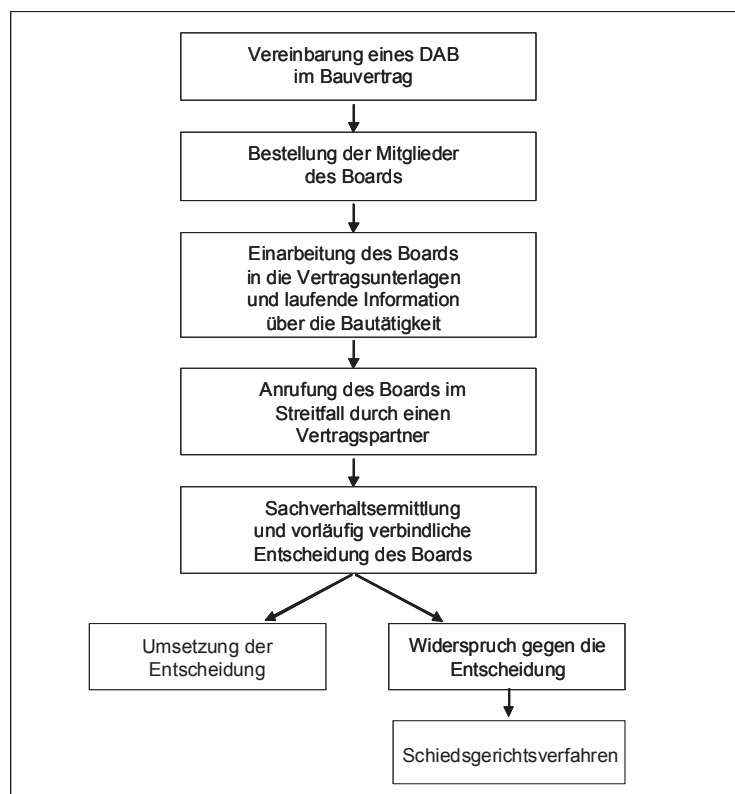 Vereinbarung eines DAB
im Bauvertrag
Bestellung der Mitglieder
des Boards
Einarbeitung des Boards
in die Vertragsunterlagen
und laufende Information
über die Bautätigkeit
Anrufung des Boards im
Streitfall durch einen
Vertragspartner
Sachverhaltsermittlung
und vorläufig verbindliche
Entscheidung des Boards
Umsetzung der
Entscheidung
Widerspruch gegen die
Entscheidung
Schiedsgerichtsverfahren